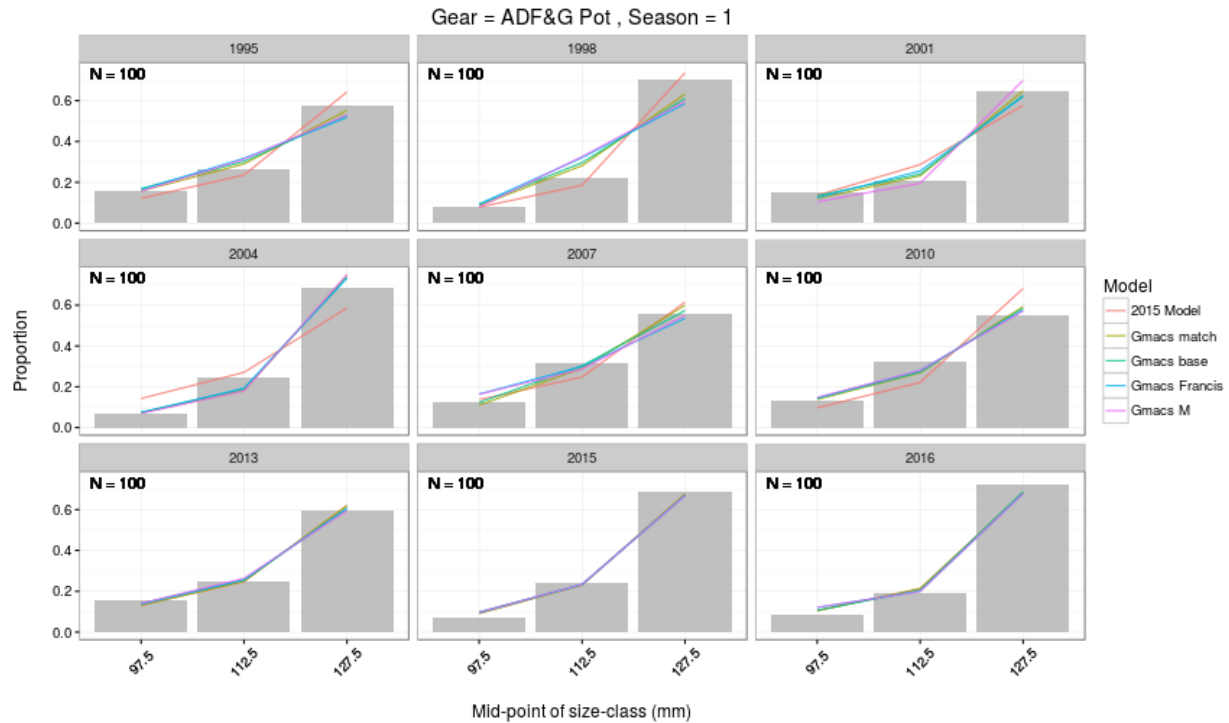 Gear = ADF&G Pot , Season = 1
1995
1998
2001
N = 100
N = 100
N = 100
0.6
0.4
0.2
0.0
2004
2007
2010
N = 100
N = 100
N = 100
0.6
0.4
0.2
0.0
2013
2015
2016
N = 100
N = 100
N = 100
0.6
0.4
0.2
0.0
97.5
112.5
127.5
97.5
112.5
127.5
97.5
112.5
127.5
Proportion
Mid-point of size-class (mm)
Model
2015 Model
Gmacs match
Gmacs base
Gmacs Francis
Gmacs M